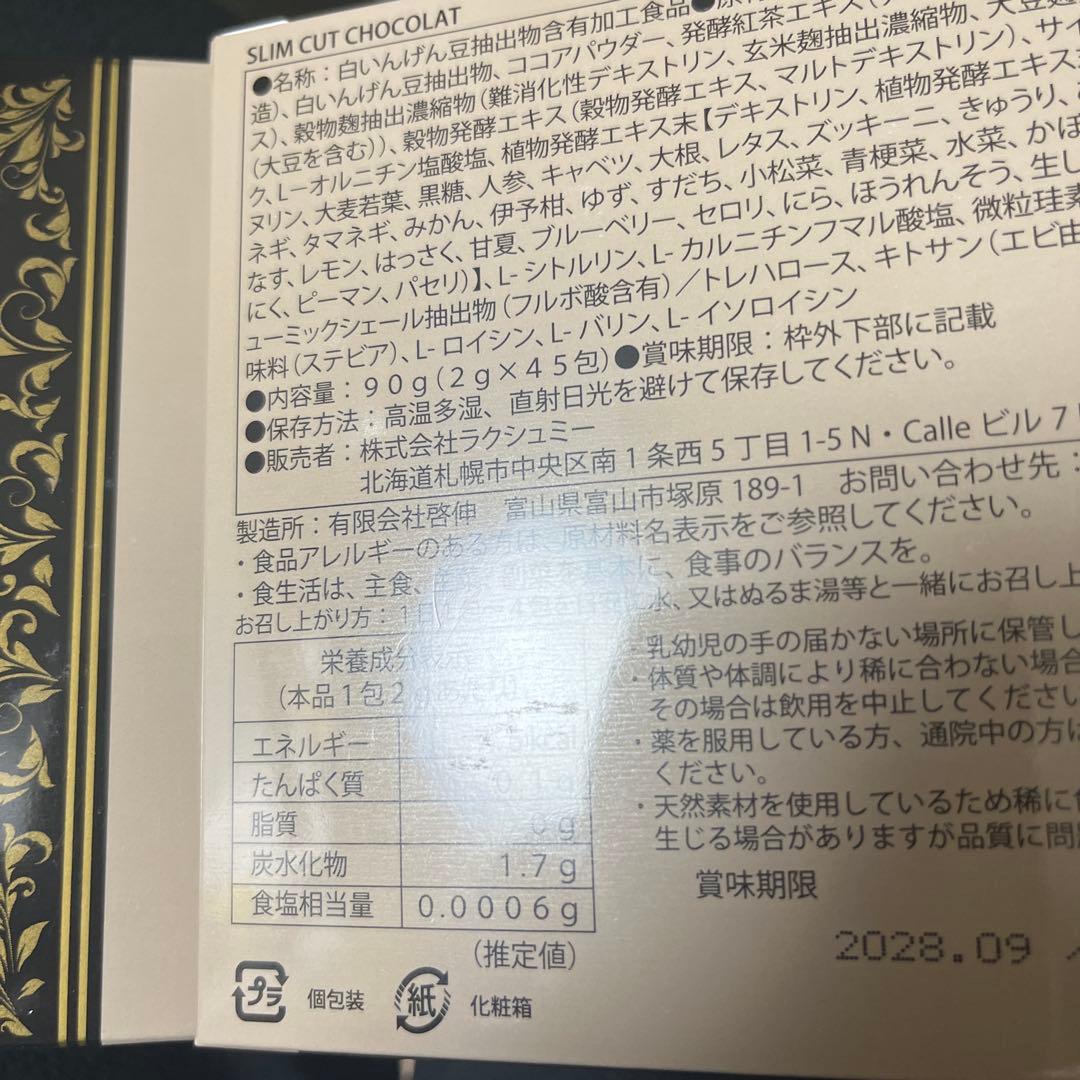 SLIM CUT CHOCOLAT
●名称：白いんげん豆抽出物含有加工食品●
造）、白いんげん豆抽出物、ココアパウダー、発酵紅茶エキス（
ス）、穀物麹抽出濃縮物（難消化性デキストリン、玄米麹抽出濃縮物、大豆麹
（大豆を含む））、穀物発酵エキス（穀物発酵エキス、マルトデキストリン）、サイ
ク、L-オルニチン塩酸塩、植物発酵エキス末【デキストリン、植物発酵エキス
ヌリン、大麦若葉、黒糖、人参、キャベツ、大根、レタス、ズッキーニ、きゅうり、
ネギ、タマネギ、みかん、伊予柑、ゆず、すだち、小松菜、青梗菜、水菜、かぼ
なす、レモン、はっさく、甘夏、ブルーベリー、セロリ、にら、ほうれんそう、生し
にく、ピーマン、パセリ）】、L-シトルリン、L-カルニチンフマル酸塩、微粒珪素
ューミックシェール抽出物（フルボ酸含有）／トレハロース、キトサン（エビ由
味料（ステビア）、L-ロイシン、L-バリン、L-イソロイシン
●内容量：90g（2g×45包）●賞味期限：枠外下部に記載
●保存方法：高温多湿、直射日光を避けて保存してください。
●販売者：株式会社ラクシュミー
北海道札幌市中央区南1条西5丁目1-5 N・Calleビル7
製造所：有限会社啓伸 富山県富山市塚原189-1 お問い合わせ先：
・食品アレルギーのある方は、原材料名表示をご参照してください。
・食生活は、主食、に、食事のバランスを。
お召し上がり方：水、又はぬるま湯等と一緒にお召し上
栄養成分
（本品1包2g
エネルギー kcal
たんぱく質
脂質 g
炭水化物 1.7g
食塩相当量 0.0006g
（推定値）
・乳幼児の手の届かない場所に保管し
・体質や体調により稀に合わない場合
その場合は飲用を中止してください
・薬を服用している方、通院中の方は
ください。
・天然素材を使用しているため稀に
生じる場合がありますが品質に問
賞味期限
2028.09
プラ 個包装 紙 化粧箱